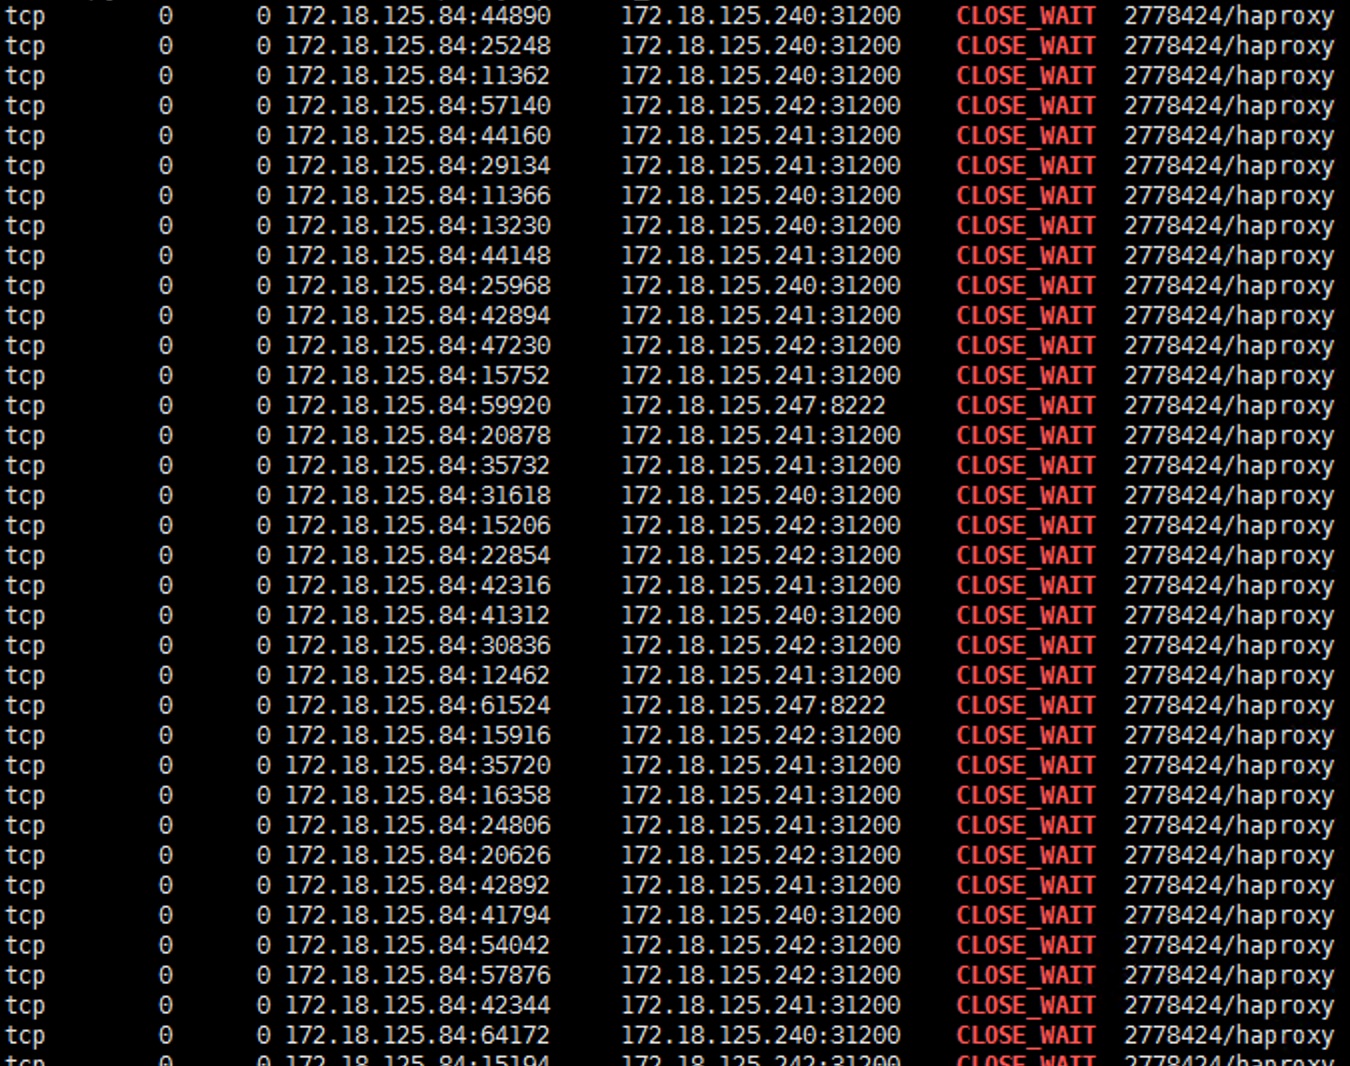 tcp 0 0 172.18.125.84:44890 172.18.125.240:31200 CLOSE_WAIT 2778424/haproxy
tcp 0 0 172.18.125.84:25248 172.18.125.240:31200 CLOSE_WAIT 2778424/haproxy
tcp 0 0 172.18.125.84:11362 172.18.125.240:31200 CLOSE_WAIT 2778424/haproxy
tcp 0 0 172.18.125.84:57140 172.18.125.242:31200 CLOSE_WAIT 2778424/haproxy
tcp 0 0 172.18.125.84:44160 172.18.125.241:31200 CLOSE_WAIT 2778424/haproxy
tcp 0 0 172.18.125.84:29134 172.18.125.241:31200 CLOSE_WAIT 2778424/haproxy
tcp 0 0 172.18.125.84:11366 172.18.125.240:31200 CLOSE_WAIT 2778424/haproxy
tcp 0 0 172.18.125.84:13230 172.18.125.240:31200 CLOSE_WAIT 2778424/haproxy
tcp 0 0 172.18.125.84:44148 172.18.125.241:31200 CLOSE_WAIT 2778424/haproxy
tcp 0 0 172.18.125.84:25968 172.18.125.240:31200 CLOSE_WAIT 2778424/haproxy
tcp 0 0 172.18.125.84:42894 172.18.125.241:31200 CLOSE_WAIT 2778424/haproxy
tcp 0 0 172.18.125.84:47230 172.18.125.242:31200 CLOSE_WAIT 2778424/haproxy
tcp 0 0 172.18.125.84:15752 172.18.125.241:31200 CLOSE_WAIT 2778424/haproxy
tcp 0 0 172.18.125.84:59920 172.18.125.247:8222 CLOSE_WAIT 2778424/haproxy
tcp 0 0 172.18.125.84:20878 172.18.125.241:31200 CLOSE_WAIT 2778424/haproxy
tcp 0 0 172.18.125.84:35732 172.18.125.241:31200 CLOSE_WAIT 2778424/haproxy
tcp 0 0 172.18.125.84:31618 172.18.125.240:31200 CLOSE_WAIT 2778424/haproxy
tcp 0 0 172.18.125.84:15206 172.18.125.242:31200 CLOSE_WAIT 2778424/haproxy
tcp 0 0 172.18.125.84:22854 172.18.125.242:31200 CLOSE_WAIT 2778424/haproxy
tcp 0 0 172.18.125.84:42316 172.18.125.241:31200 CLOSE_WAIT 2778424/haproxy
tcp 0 0 172.18.125.84:41312 172.18.125.240:31200 CLOSE_WAIT 2778424/haproxy
tcp 0 0 172.18.125.84:30836 172.18.125.242:31200 CLOSE_WAIT 2778424/haproxy
tcp 0 0 172.18.125.84:12462 172.18.125.241:31200 CLOSE_WAIT 2778424/haproxy
tcp 0 0 172.18.125.84:61524 172.18.125.247:8222 CLOSE_WAIT 2778424/haproxy
tcp 0 0 172.18.125.84:15916 172.18.125.242:31200 CLOSE_WAIT 2778424/haproxy
tcp 0 0 172.18.125.84:35720 172.18.125.241:31200 CLOSE_WAIT 2778424/haproxy
tcp 0 0 172.18.125.84:16358 172.18.125.241:31200 CLOSE_WAIT 2778424/haproxy
tcp 0 0 172.18.125.84:24806 172.18.125.241:31200 CLOSE_WAIT 2778424/haproxy
tcp 0 0 172.18.125.84:20626 172.18.125.242:31200 CLOSE_WAIT 2778424/haproxy
tcp 0 0 172.18.125.84:42892 172.18.125.241:31200 CLOSE_WAIT 2778424/haproxy
tcp 0 0 172.18.125.84:41794 172.18.125.240:31200 CLOSE_WAIT 2778424/haproxy
tcp 0 0 172.18.125.84:54042 172.18.125.242:31200 CLOSE_WAIT 2778424/haproxy
tcp 0 0 172.18.125.84:57876 172.18.125.242:31200 CLOSE_WAIT 2778424/haproxy
tcp 0 0 172.18.125.84:42344 172.18.125.241:31200 CLOSE_WAIT 2778424/haproxy
tcp 0 0 172.18.125.84:64172 172.18.125.240:31200 CLOSE_WAIT 2778424/haproxy
tcp 0 0 172.18.125.84:15194 172.18.125.242:31200 CLOSE_WAIT 2778424/haproxy